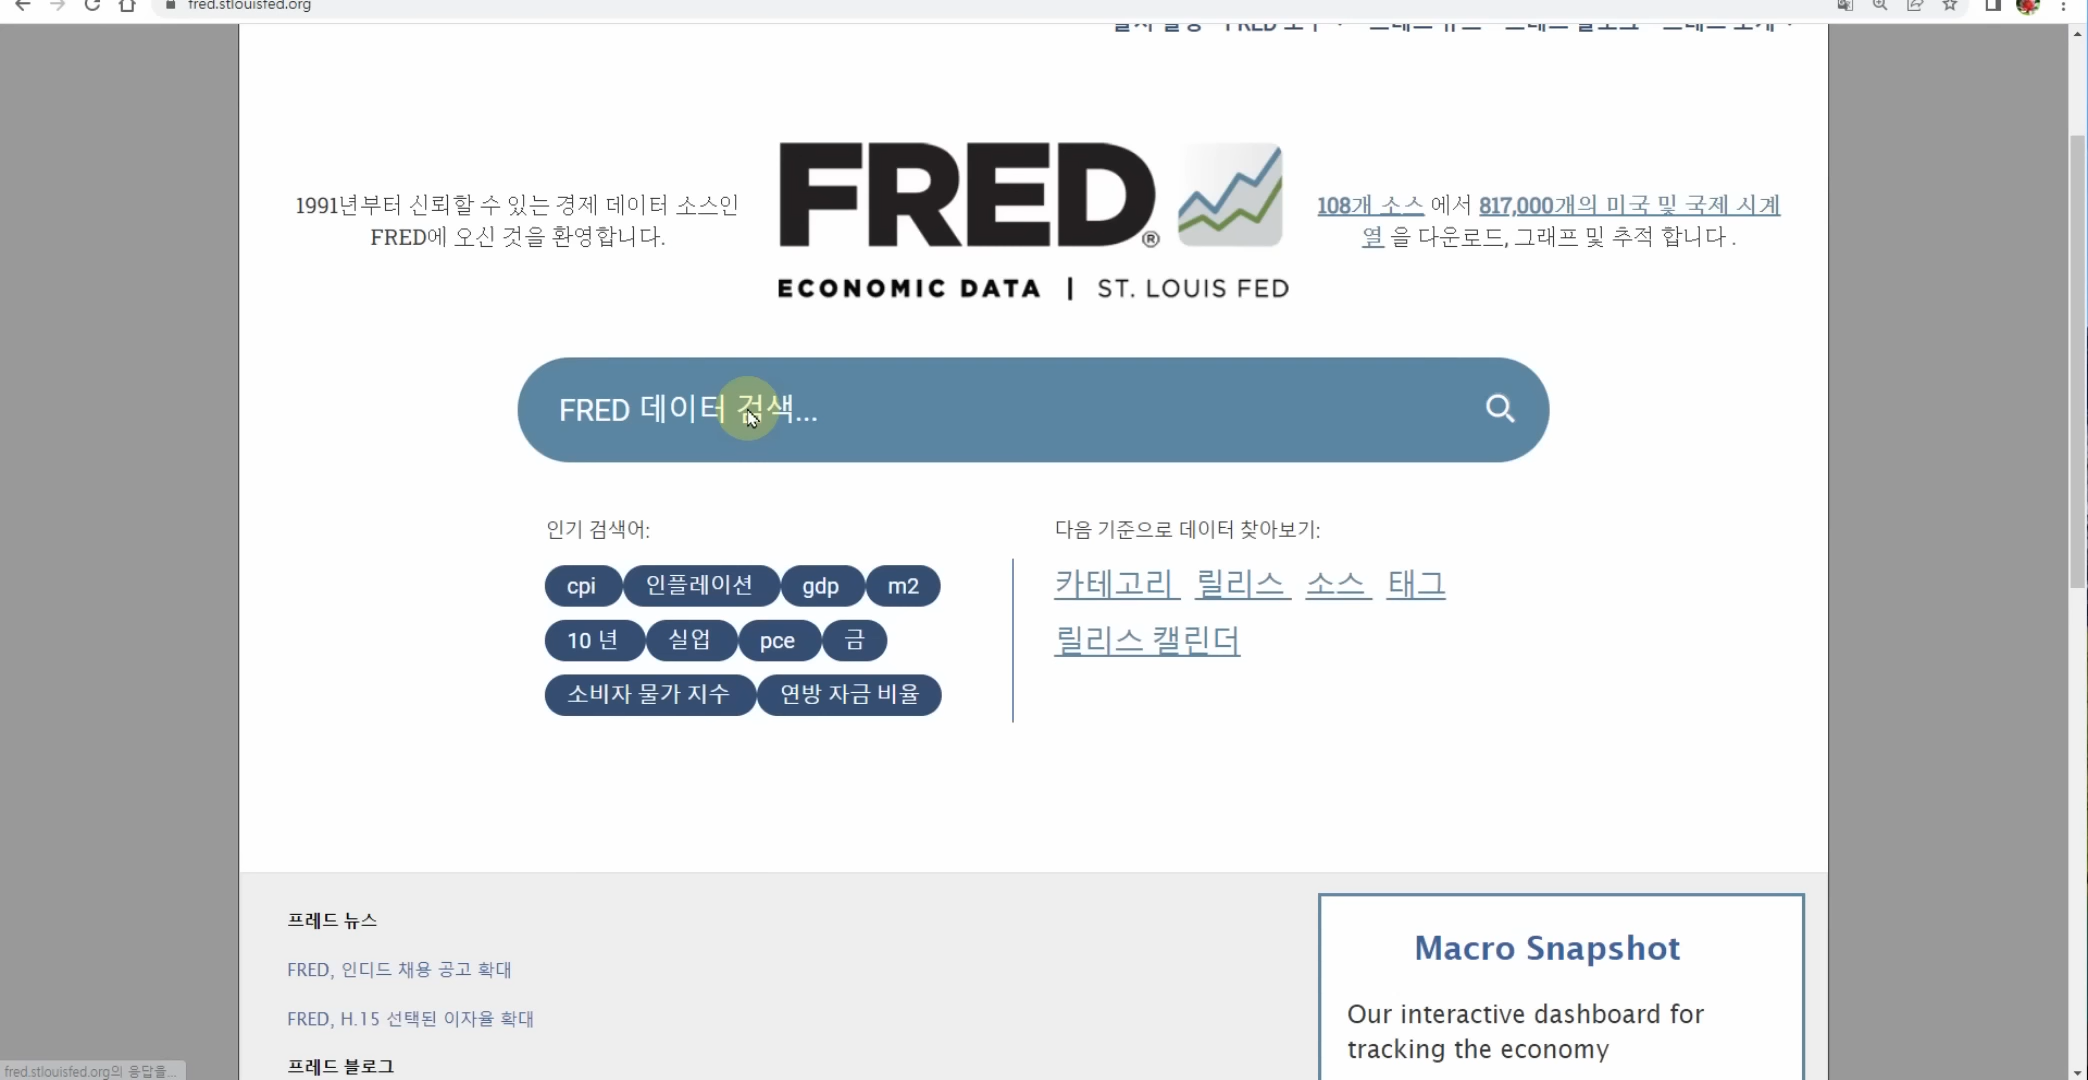 fred.stlouisfed.org
1991년부터 신뢰할 수 있는 경제 데이터 소스인
FRED에 오신 것을 환영합니다.
FRED®
ECONOMIC DATA | ST. LOUIS FED
108개 소스 에서 817,000개의 미국 및 국제 시계
열 을 다운로드, 그래프 및 추적 합니다 .
FRED 데이터 검색...
인기 검색어:
cpi 인플레이션 gdp m2
10 년 실업 pce 금
소비자 물가 지수 연방 자금 비율
다음 기준으로 데이터 찾아보기:
카테고리 릴리스 소스 태그
릴리스 캘린더
프레드 뉴스
FRED, 인디드 채용 공고 확대
FRED, H.15 선택된 이자율 확대
프레드 블로그
Macro Snapshot
Our interactive dashboard for
tracking the economy
fred.stlouisfed.org의 응답을...